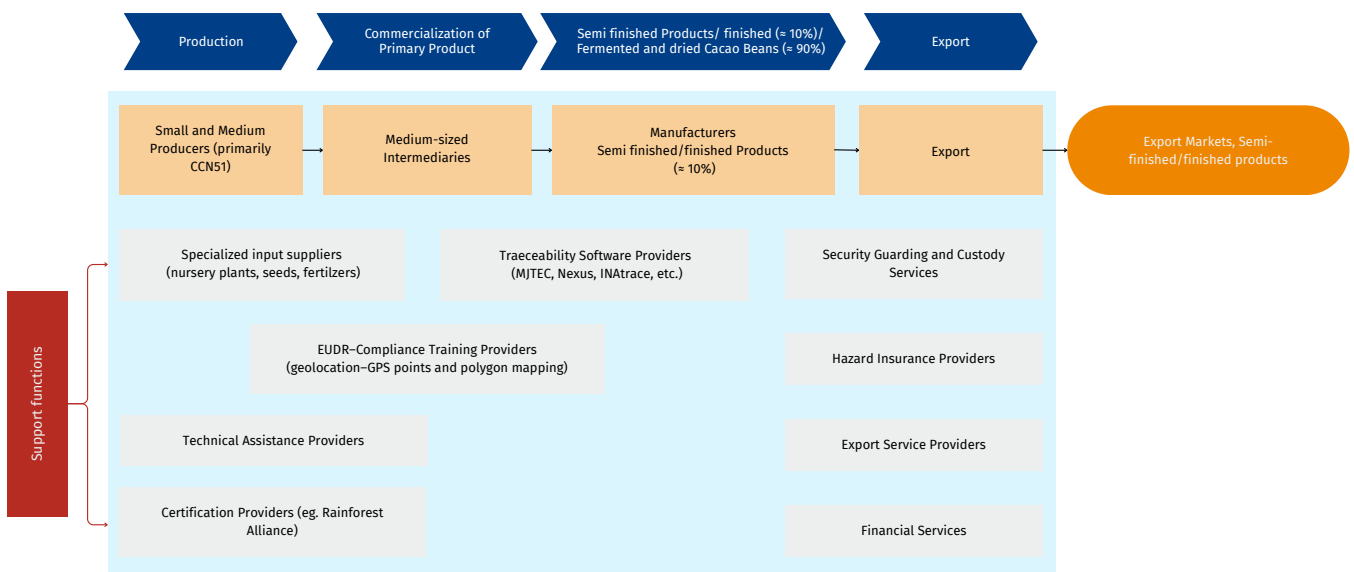 Production
Commercialization of
Primary Product
Semi finished Products/ finished (≈ 10%)/
Fermented and dried Cacao Beans (≈ 90%)
Export
Small and Medium
Producers (primarily
CCN51)
Medium-sized
Intermediaries
Manufacturers
Semi finished/finished Products
(≈ 10%)
Export
Export Markets, Semi-
finished/finished products
Support functions
Specialized input suppliers
(nursery plants, seeds, fertilzers)
Traeceability Software Providers
(MJTEC, Nexus, INAtrace, etc.)
Security Guarding and Custody
Services
EUDR–Compliance Training Providers
(geolocation–GPS points and polygon mapping)
Hazard Insurance Providers
Technical Assistance Providers
Export Service Providers
Certification Providers (eg. Rainforest
Alliance)
Financial Services